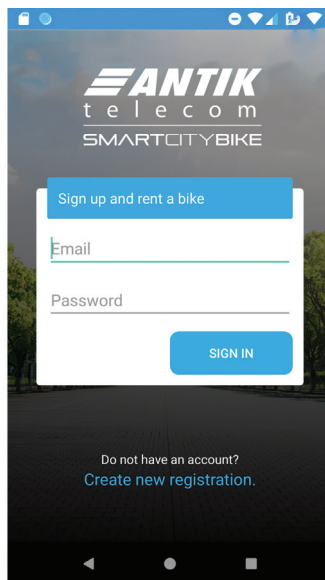 ANTIK
telecom
SMARTCITYBIKE
Sign up and rent a bike
Email
Password
SIGN IN
Do not have an account?
Create new registration.